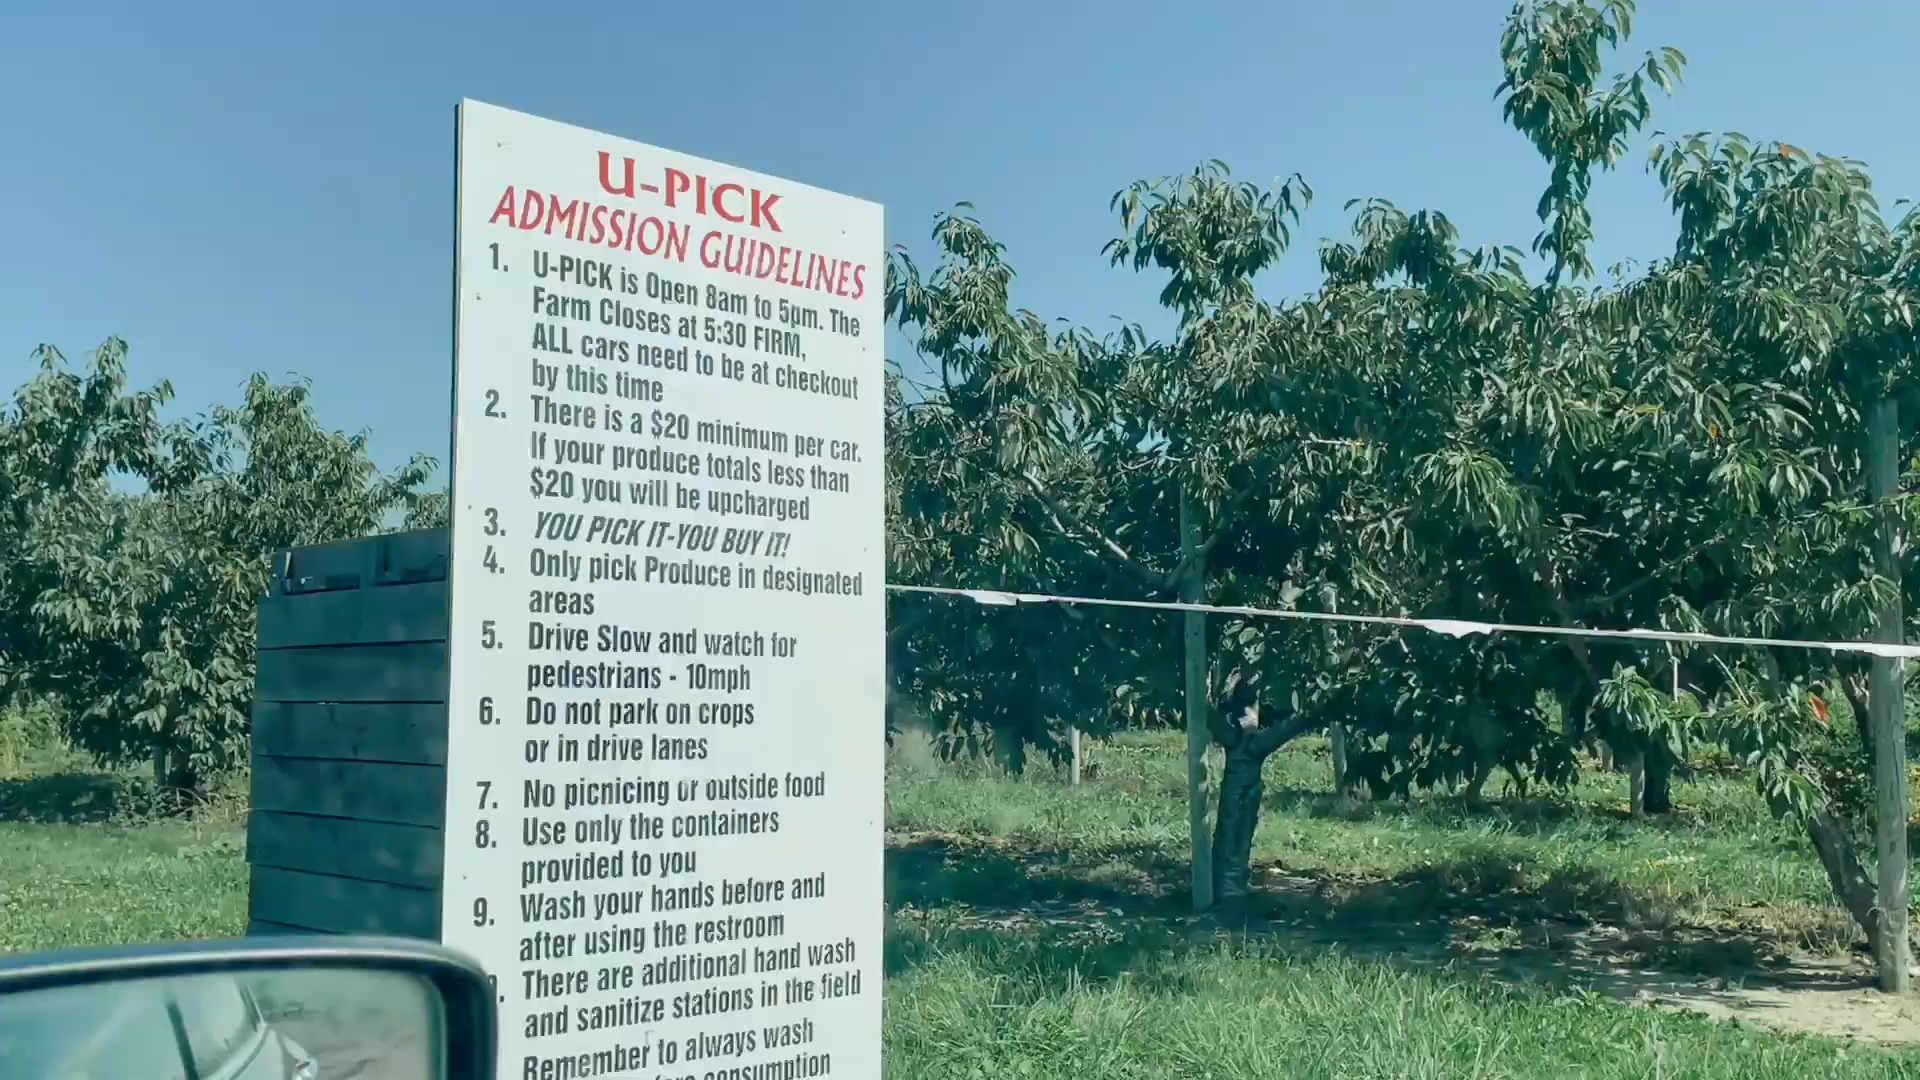 U-PICK
ADMISSION GUIDELINES
1. U-PICK is Open 8am to 5pm. The
Farm Closes at 5:30 FIRM,
ALL cars need to be at checkout
by this time
2. There is a $20 minimum per car.
If your produce totals less than
$20 you will be upcharged
3. YOU PICK IT-YOU BUY IT!
4. Only pick Produce in designated
areas
5. Drive Slow and watch for
pedestrians - 10mph
6. Do not park on crops
or in drive lanes
7. No picnicing or outside food
8. Use only the containers
provided to you
9. Wash your hands before and
after using the restroom
There are additional hand wash
and sanitize stations in the field
Remember to always wash
consumption